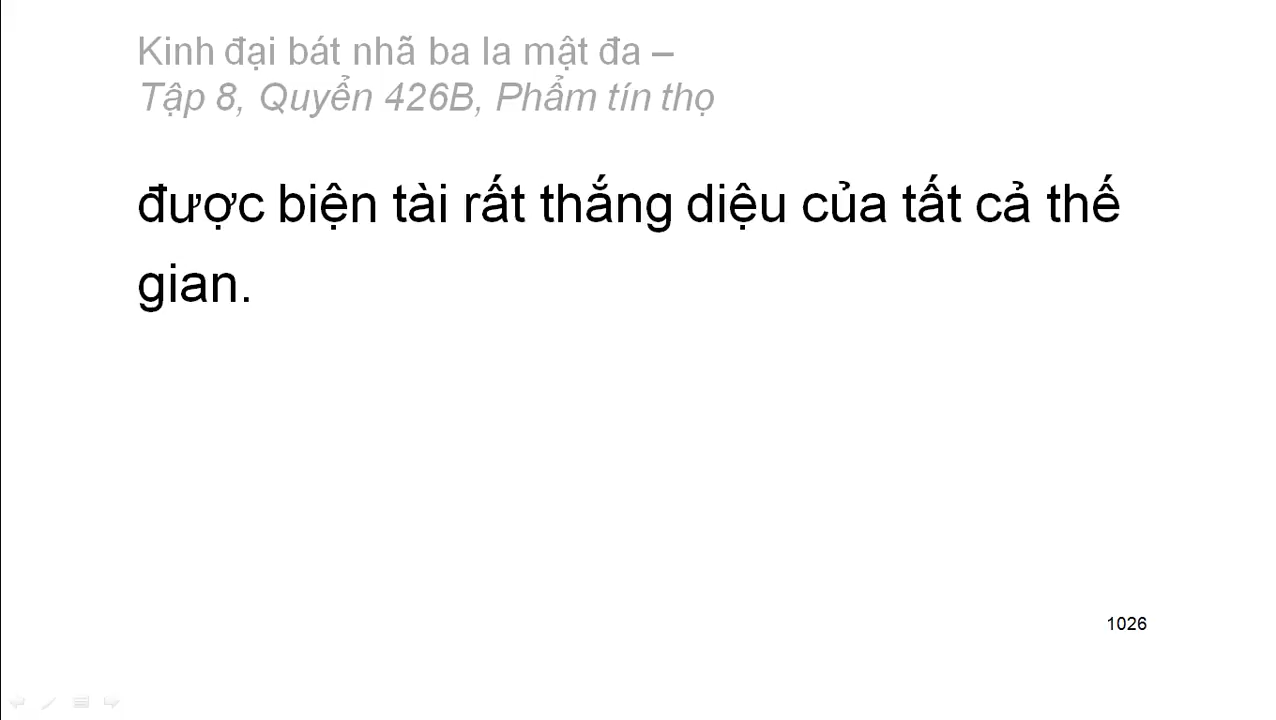 Kinh đại bát nhã ba la mật đa –
Tập 8, Quyển 426B, Phẩm tín thọ
được biện tài rất thắng diệu của tất cả thế
gian.
1026